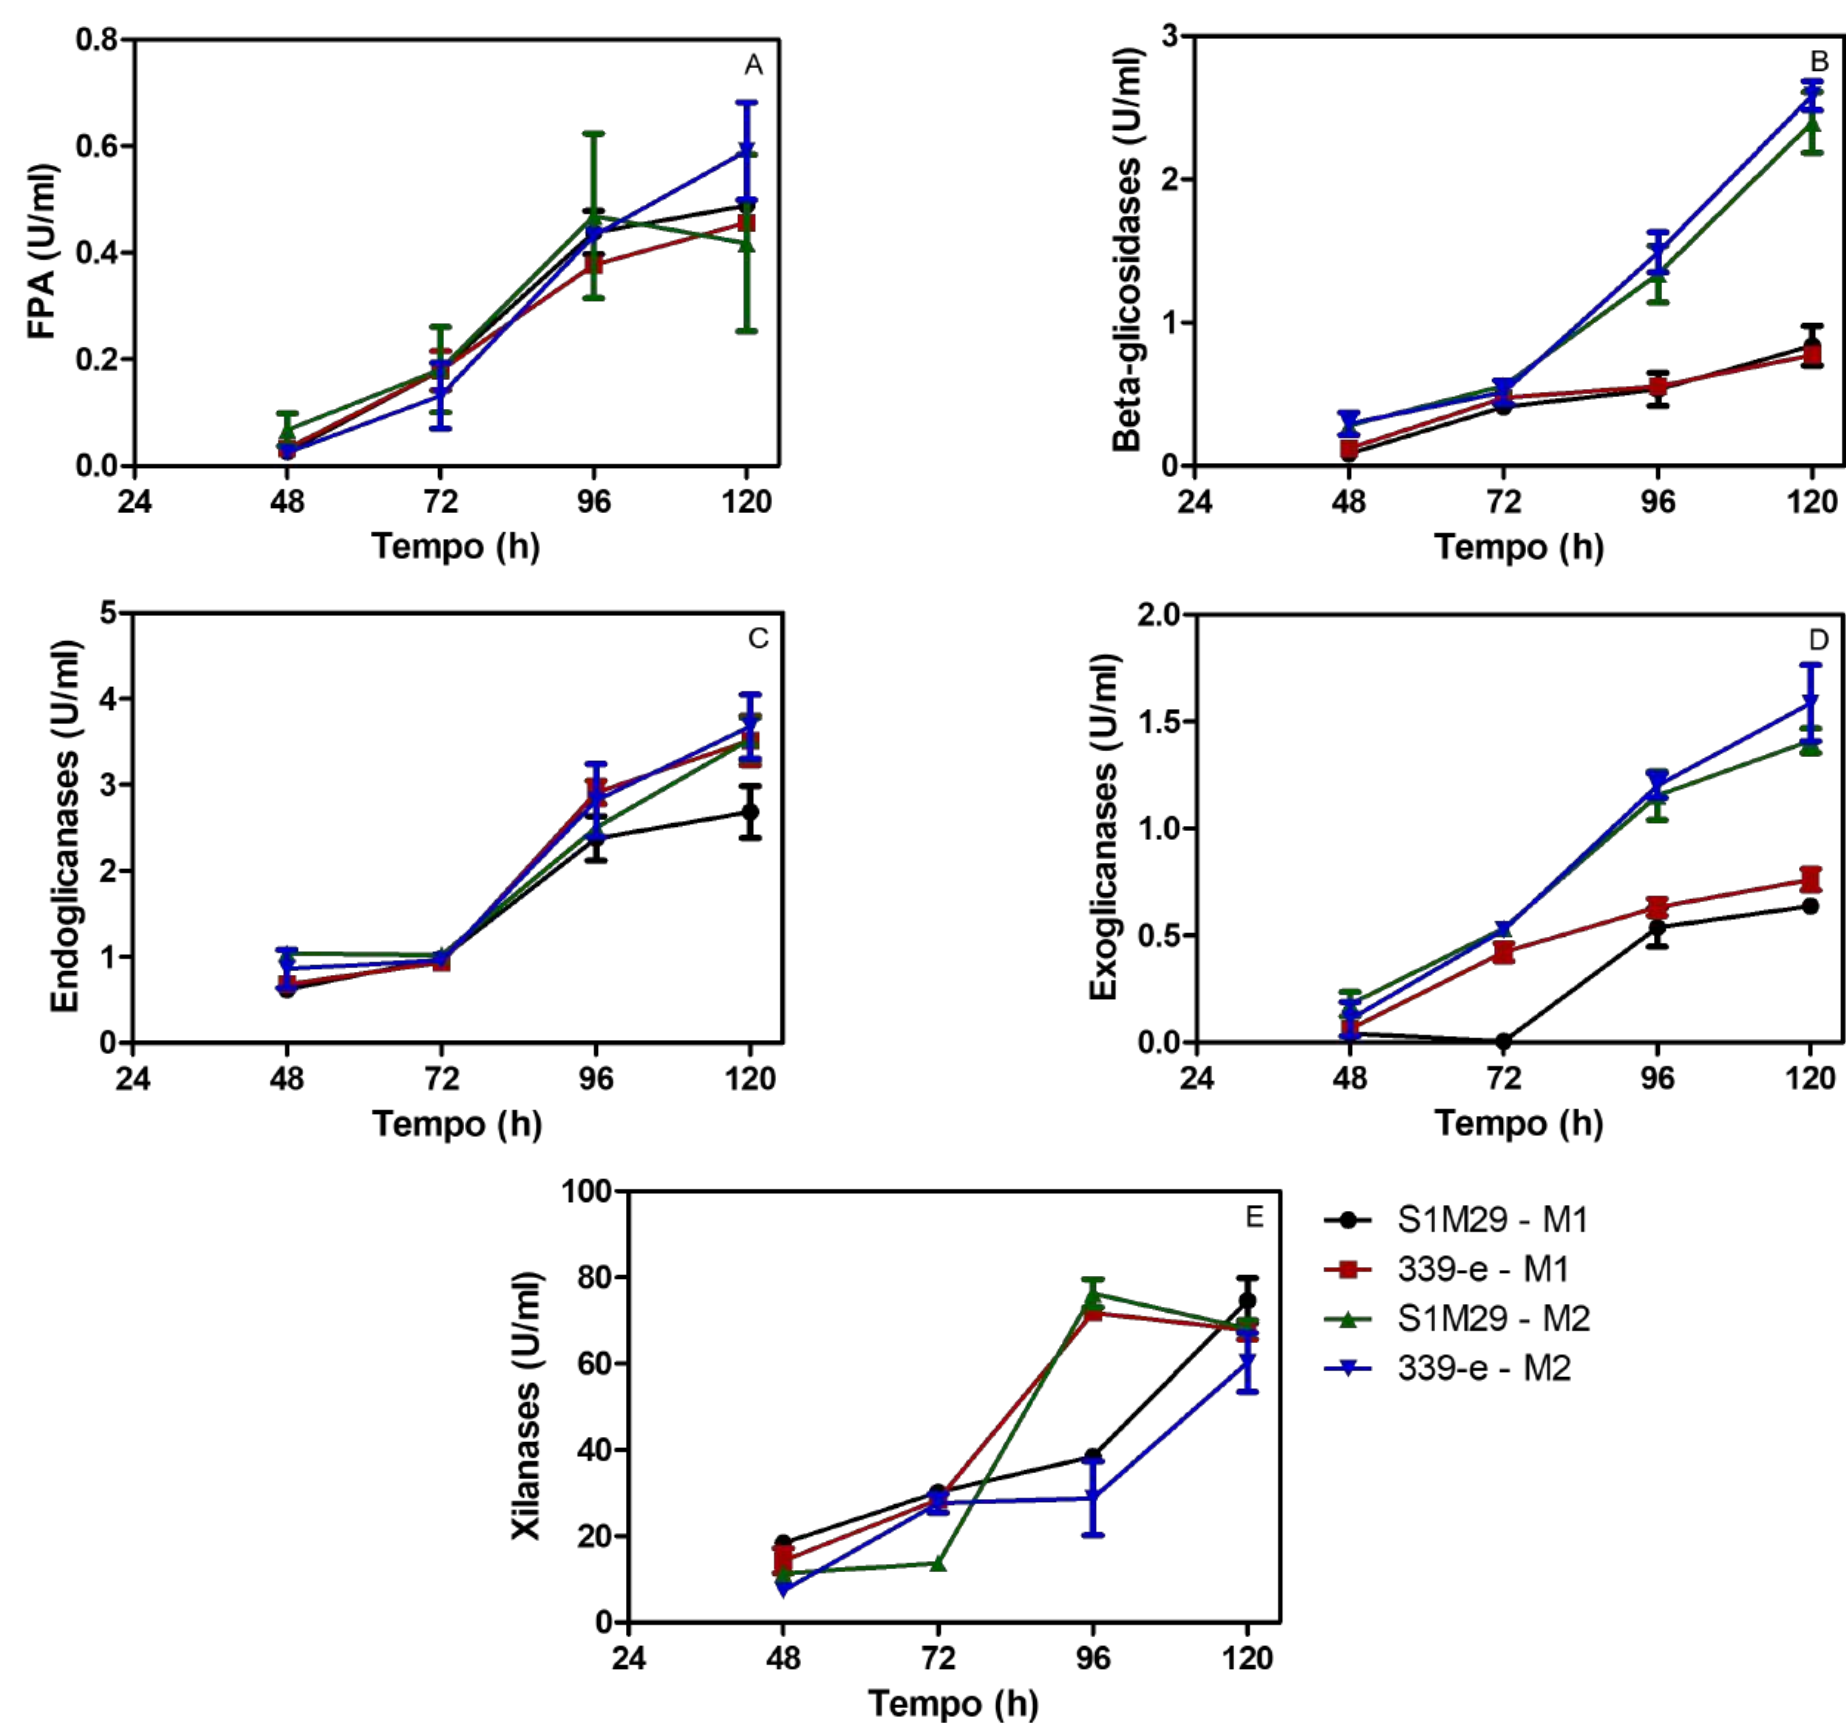 A
FPA (U/ml)
0.8
0.6
0.4
0.2
0.0
24 48 72 96 120
Tempo (h)
B
Beta-glicosidases (U/ml)
3
2
1
0
24 48 72 96 120
Tempo (h)
C
Endoglicanases (U/ml)
5
4
3
2
1
0
24 48 72 96 120
Tempo (h)
D
Exoglicanases (U/ml)
2.0
1.5
1.0
0.5
0.0
24 48 72 96 120
Tempo (h)
E
Xilanases (U/ml)
100
80
60
40
20
0
24 48 72 96 120
Tempo (h)
S1M29 - M1
339-e - M1
S1M29 - M2
339-e - M2